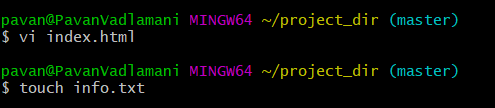 pavan@PavanVadlamani MINGW64 ~/project_dir (master)
$ vi index.html
pavan@PavanVadlamani MINGW64 ~/project_dir (master)
$ touch info.txt